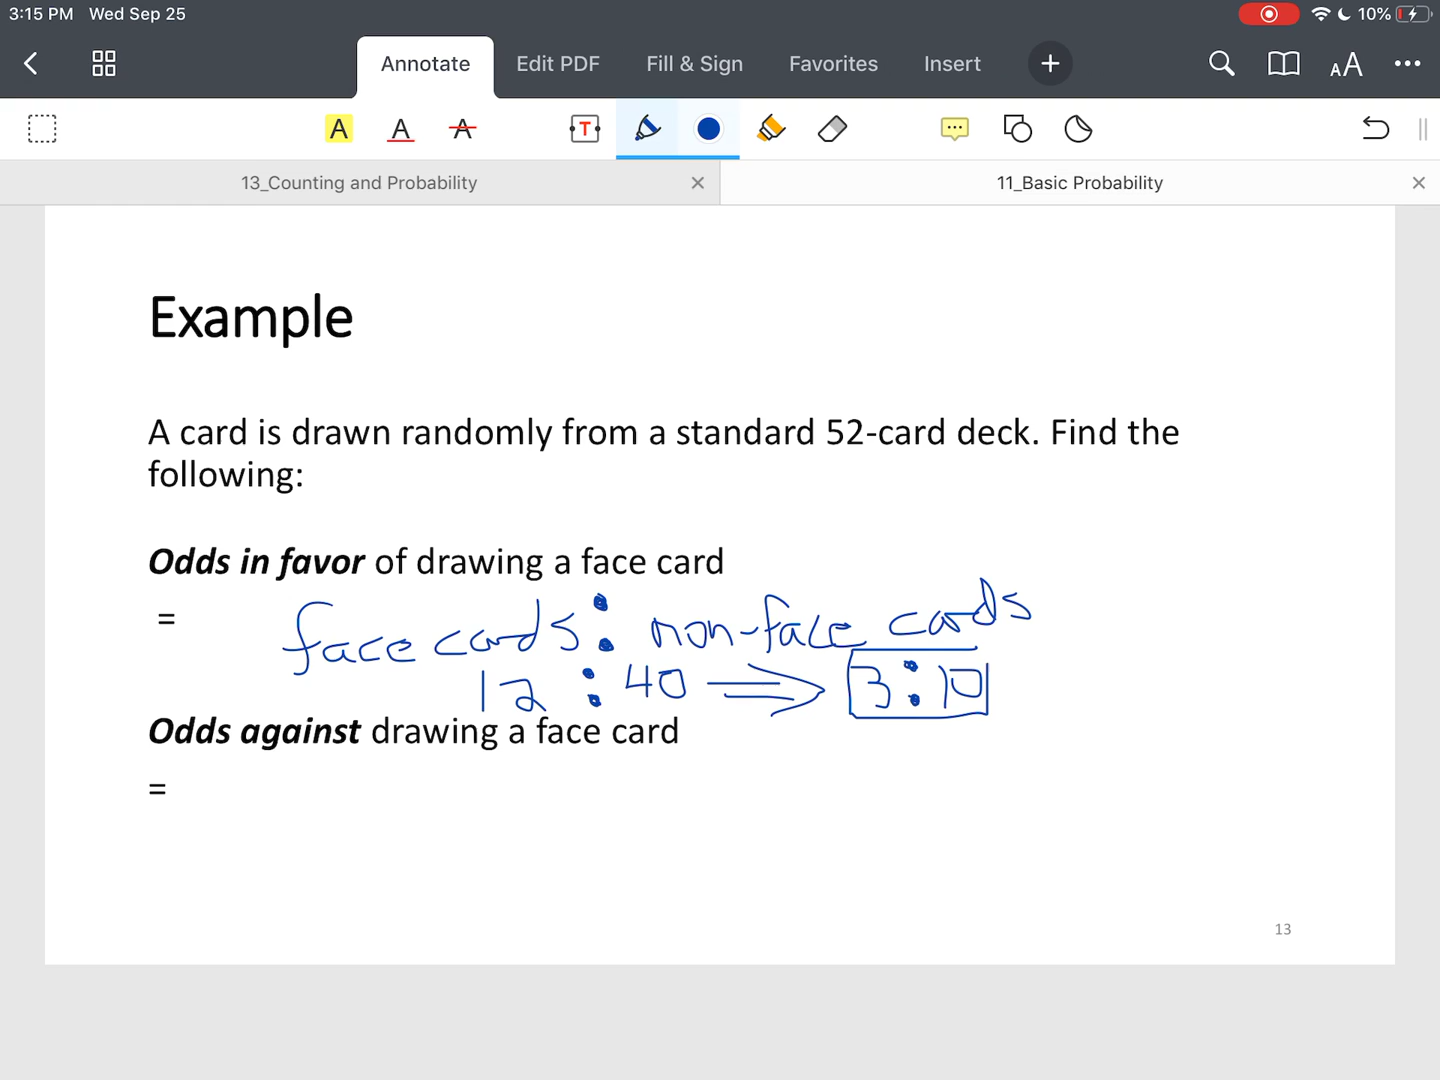 3:15 PM Wed Sep 25 10%
Annotate Edit PDF Fill & Sign Favorites Insert
AA
A A A T
13_Counting and Probability 11_Basic Probability
Example
A card is drawn randomly from a standard 52-card deck. Find the
following:
Odds in favor of drawing a face card
= face cards : non-face cards
12 : 40 ⇒ 3:10
Odds against drawing a face card
=
13